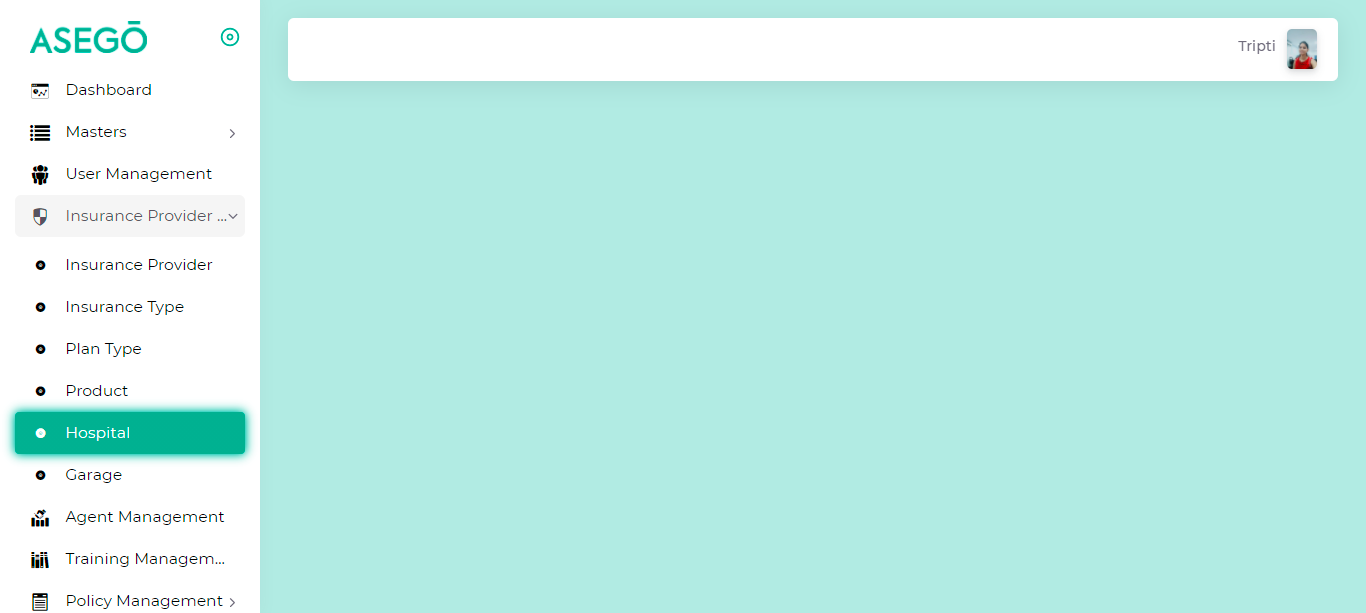 ASEGŌ
Tripti
Dashboard
Masters
User Management
Insurance Provider ...
Insurance Provider
Insurance Type
Plan Type
Product
Hospital
Garage
Agent Management
Training Managem...
Policy Management